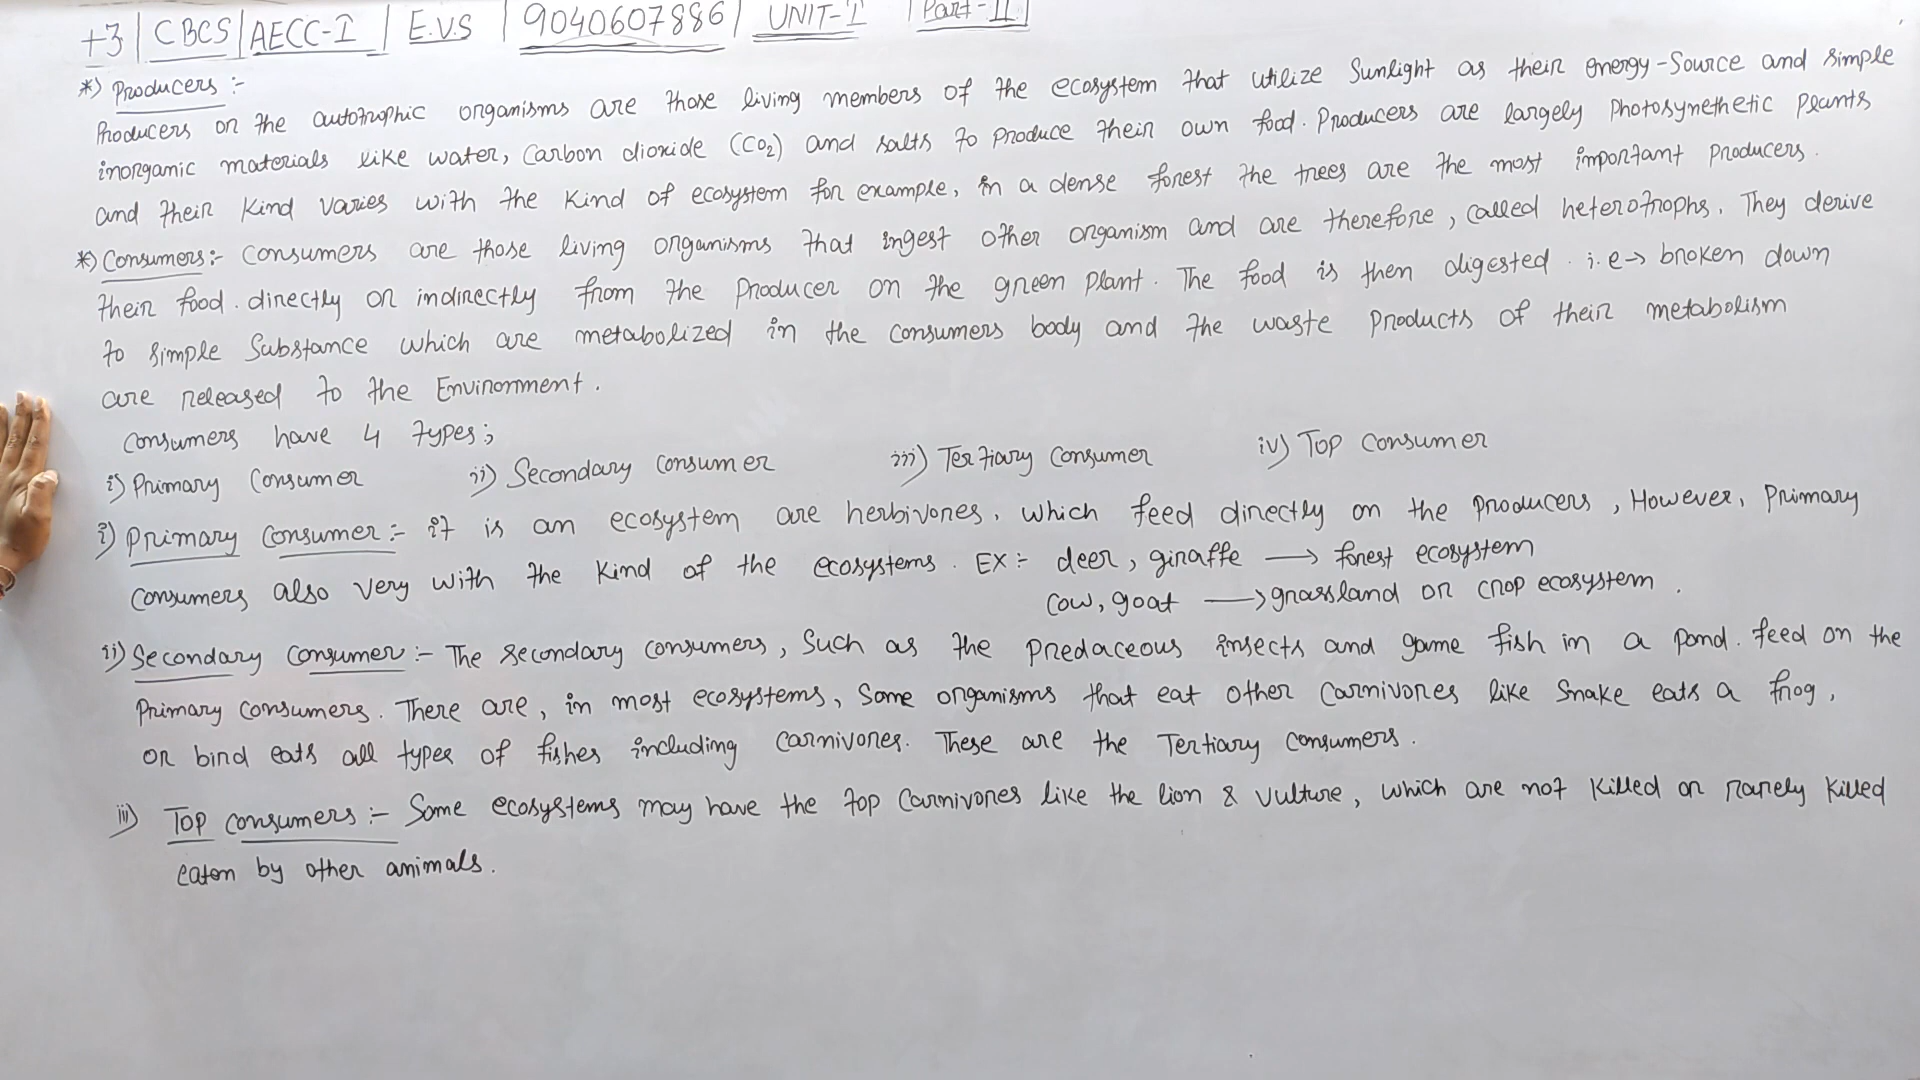 +3 | CBCS | AECC-I | E.V.S | 9040607886 | UNIT-I | Part-II |
*) Producers :-
Producers or the autotrophic organisms are those living members of the ecosystem that utilize Sunlight as their energy-Source and simple
inorganic materials like water, Carbon dioxide (CO2) and salts to produce their own food. Producers are largely Photosynethetic Plants
and their Kind varies with the Kind of ecosystem for example, in a dense forest the trees are the most important Producers.
*) Consumers:- Consumers are those living organisms that ingest other organism and are therefore, called heterotrophs. They derive
their food. directly or indirectly from the Producer or the green Plant. The food is then digested. i.e → broken down
to simple Substance which are metabolized in the consumers body and the waste Products of their metabolism
are released to the Environment.
Consumers have 4 types;
i) Primary Consumer ii) Secondary Consumer iii) Tertiary Consumer iv) Top Consumer
i) Primary Consumer :- it is an ecosystem are herbivores. which feed directly on the Producers, However, Primary
Consumers also very with the Kind of the ecosystems. EX:- deer, giraffe → forest ecosystem
Cow, goat → grassland or crop ecosystem.
ii) Secondary Consumer :- The secondary consumers, Such as the Predaceous insects and game fish in a Pond. feed on the
Primary Consumers. There are, in most ecosystems, Some organisms that eat other Carnivores like Snake eats a frog,
or bird eats all types of fishes including Carnivores. These are the Tertiary Consumers.
iii) Top Consumers :- Some ecosystems may have the top Carnivores like the lion & vulture, which are not Killed or rarely Killed
eaten by other animals.